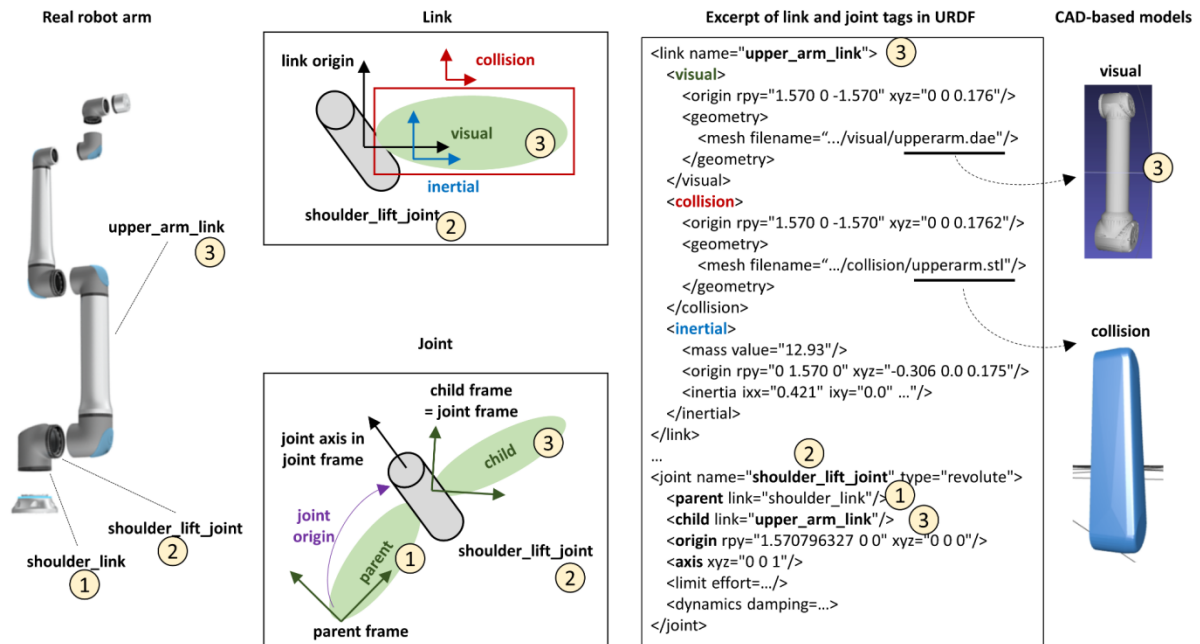 Real robot arm
upper_arm_link
3
shoulder_lift_joint
2
shoulder_link
1
Link
link origin
collision
visual
3
inertial
shoulder_lift_joint
2
Joint
child frame
= joint frame
joint axis in
joint frame
child
3
joint
origin
parent
1
shoulder_lift_joint
2
parent frame
Excerpt of link and joint tags in URDF
<link name="upper_arm_link"> 3
<visual>
<origin rpy="1.570 0 -1.570" xyz="0 0 0.176"/>
<geometry>
<mesh filename=“.../visual/upperarm.dae"/>
</geometry>
</visual>
<collision>
<origin rpy="1.570 0 -1.570" xyz="0 0 0.1762"/>
<geometry>
<mesh filename=“.../collision/upperarm.stl"/>
</geometry>
</collision>
<inertial>
<mass value="12.93"/>
<origin rpy="0 1.570 0" xyz="-0.306 0.0 0.175"/>
<inertia ixx="0.421" ixy="0.0" ..."/>
</inertial>
</link>
...
2
<joint name="shoulder_lift_joint" type="revolute">
<parent link="shoulder_link"/> 1
<child link="upper_arm_link"/> 3
<origin rpy="1.570796327 0 0" xyz="0 0 0"/>
<axis xyz="0 0 1"/>
<limit effort=.../>
<dynamics damping=...>
</joint>
CAD-based models
visual
3
collision